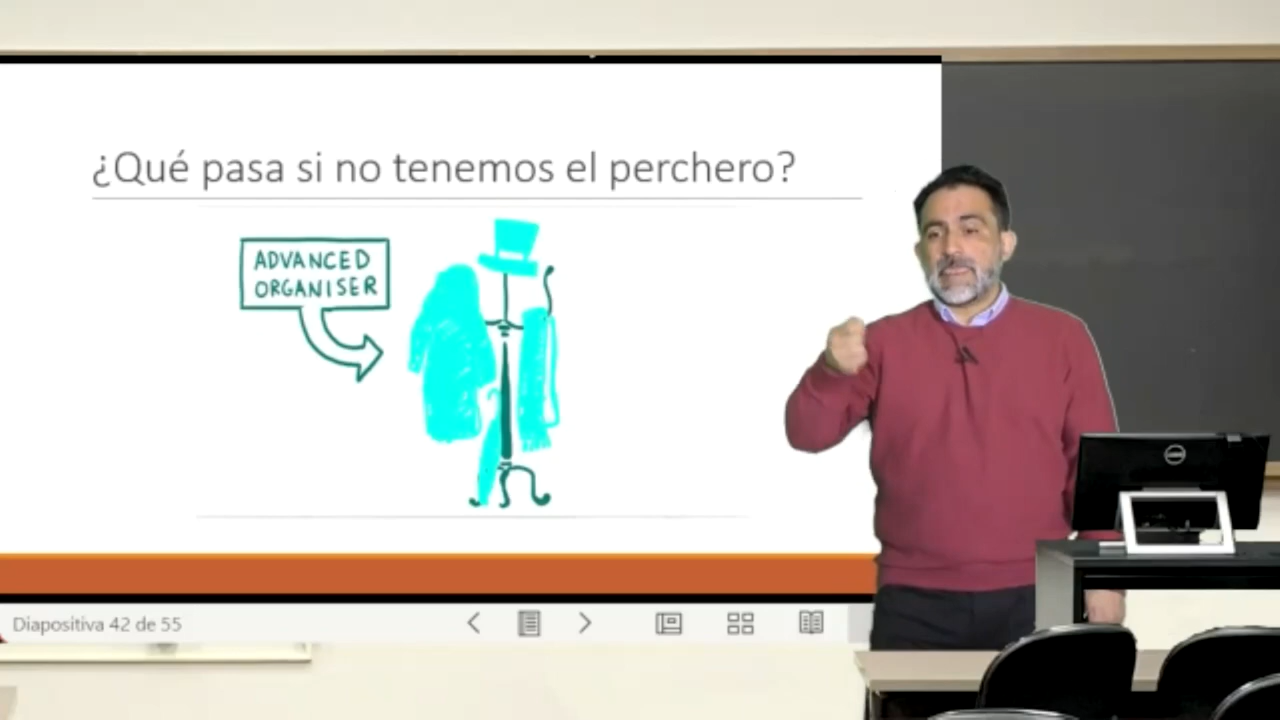 ¿Qué pasa si no tenemos el perchero?
ADVANCED
ORGANISER
Diapositiva 42 de 55